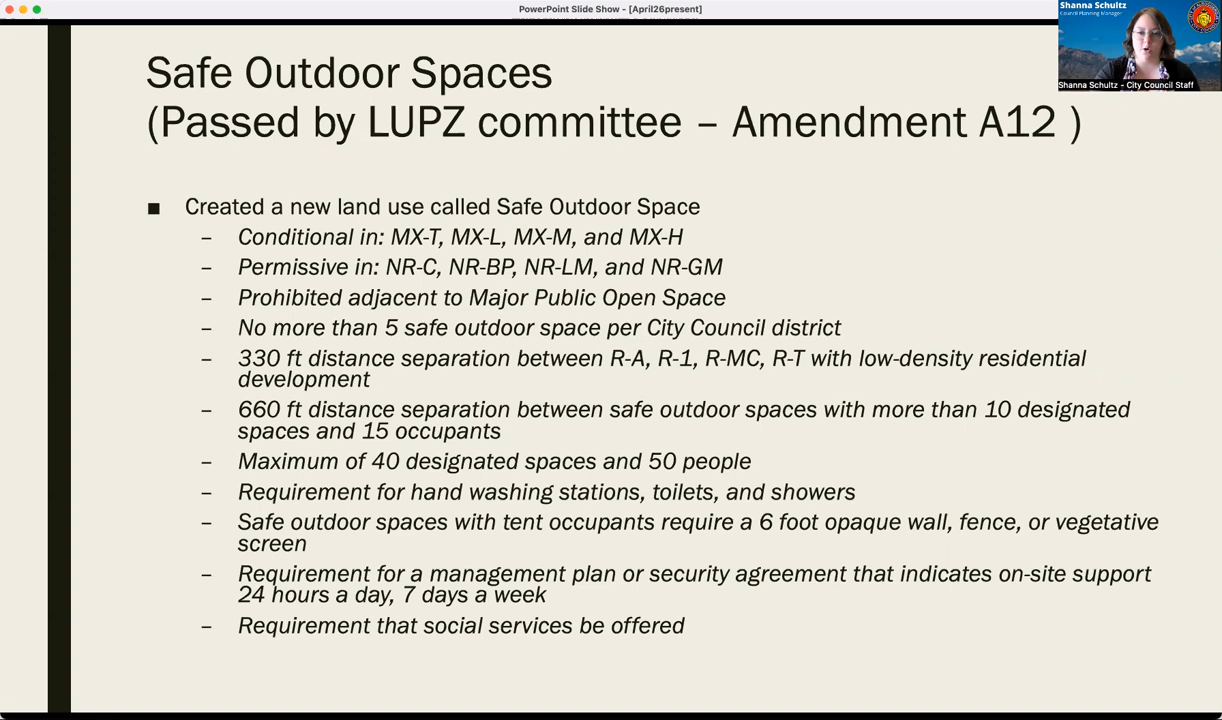 PowerPoint Slide Show - [April26present]
Shanna Schultz
Council Planning Manager
Shanna Schultz - City Council Staff
Safe Outdoor Spaces
(Passed by LUPZ committee – Amendment A12 )
■ Created a new land use called Safe Outdoor Space
– Conditional in: MX-T, MX-L, MX-M, and MX-H
– Permissive in: NR-C, NR-BP, NR-LM, and NR-GM
– Prohibited adjacent to Major Public Open Space
– No more than 5 safe outdoor space per City Council district
– 330 ft distance separation between R-A, R-1, R-MC, R-T with low-density residential
development
– 660 ft distance separation between safe outdoor spaces with more than 10 designated
spaces and 15 occupants
– Maximum of 40 designated spaces and 50 people
– Requirement for hand washing stations, toilets, and showers
– Safe outdoor spaces with tent occupants require a 6 foot opaque wall, fence, or vegetative
screen
– Requirement for a management plan or security agreement that indicates on-site support
24 hours a day, 7 days a week
– Requirement that social services be offered